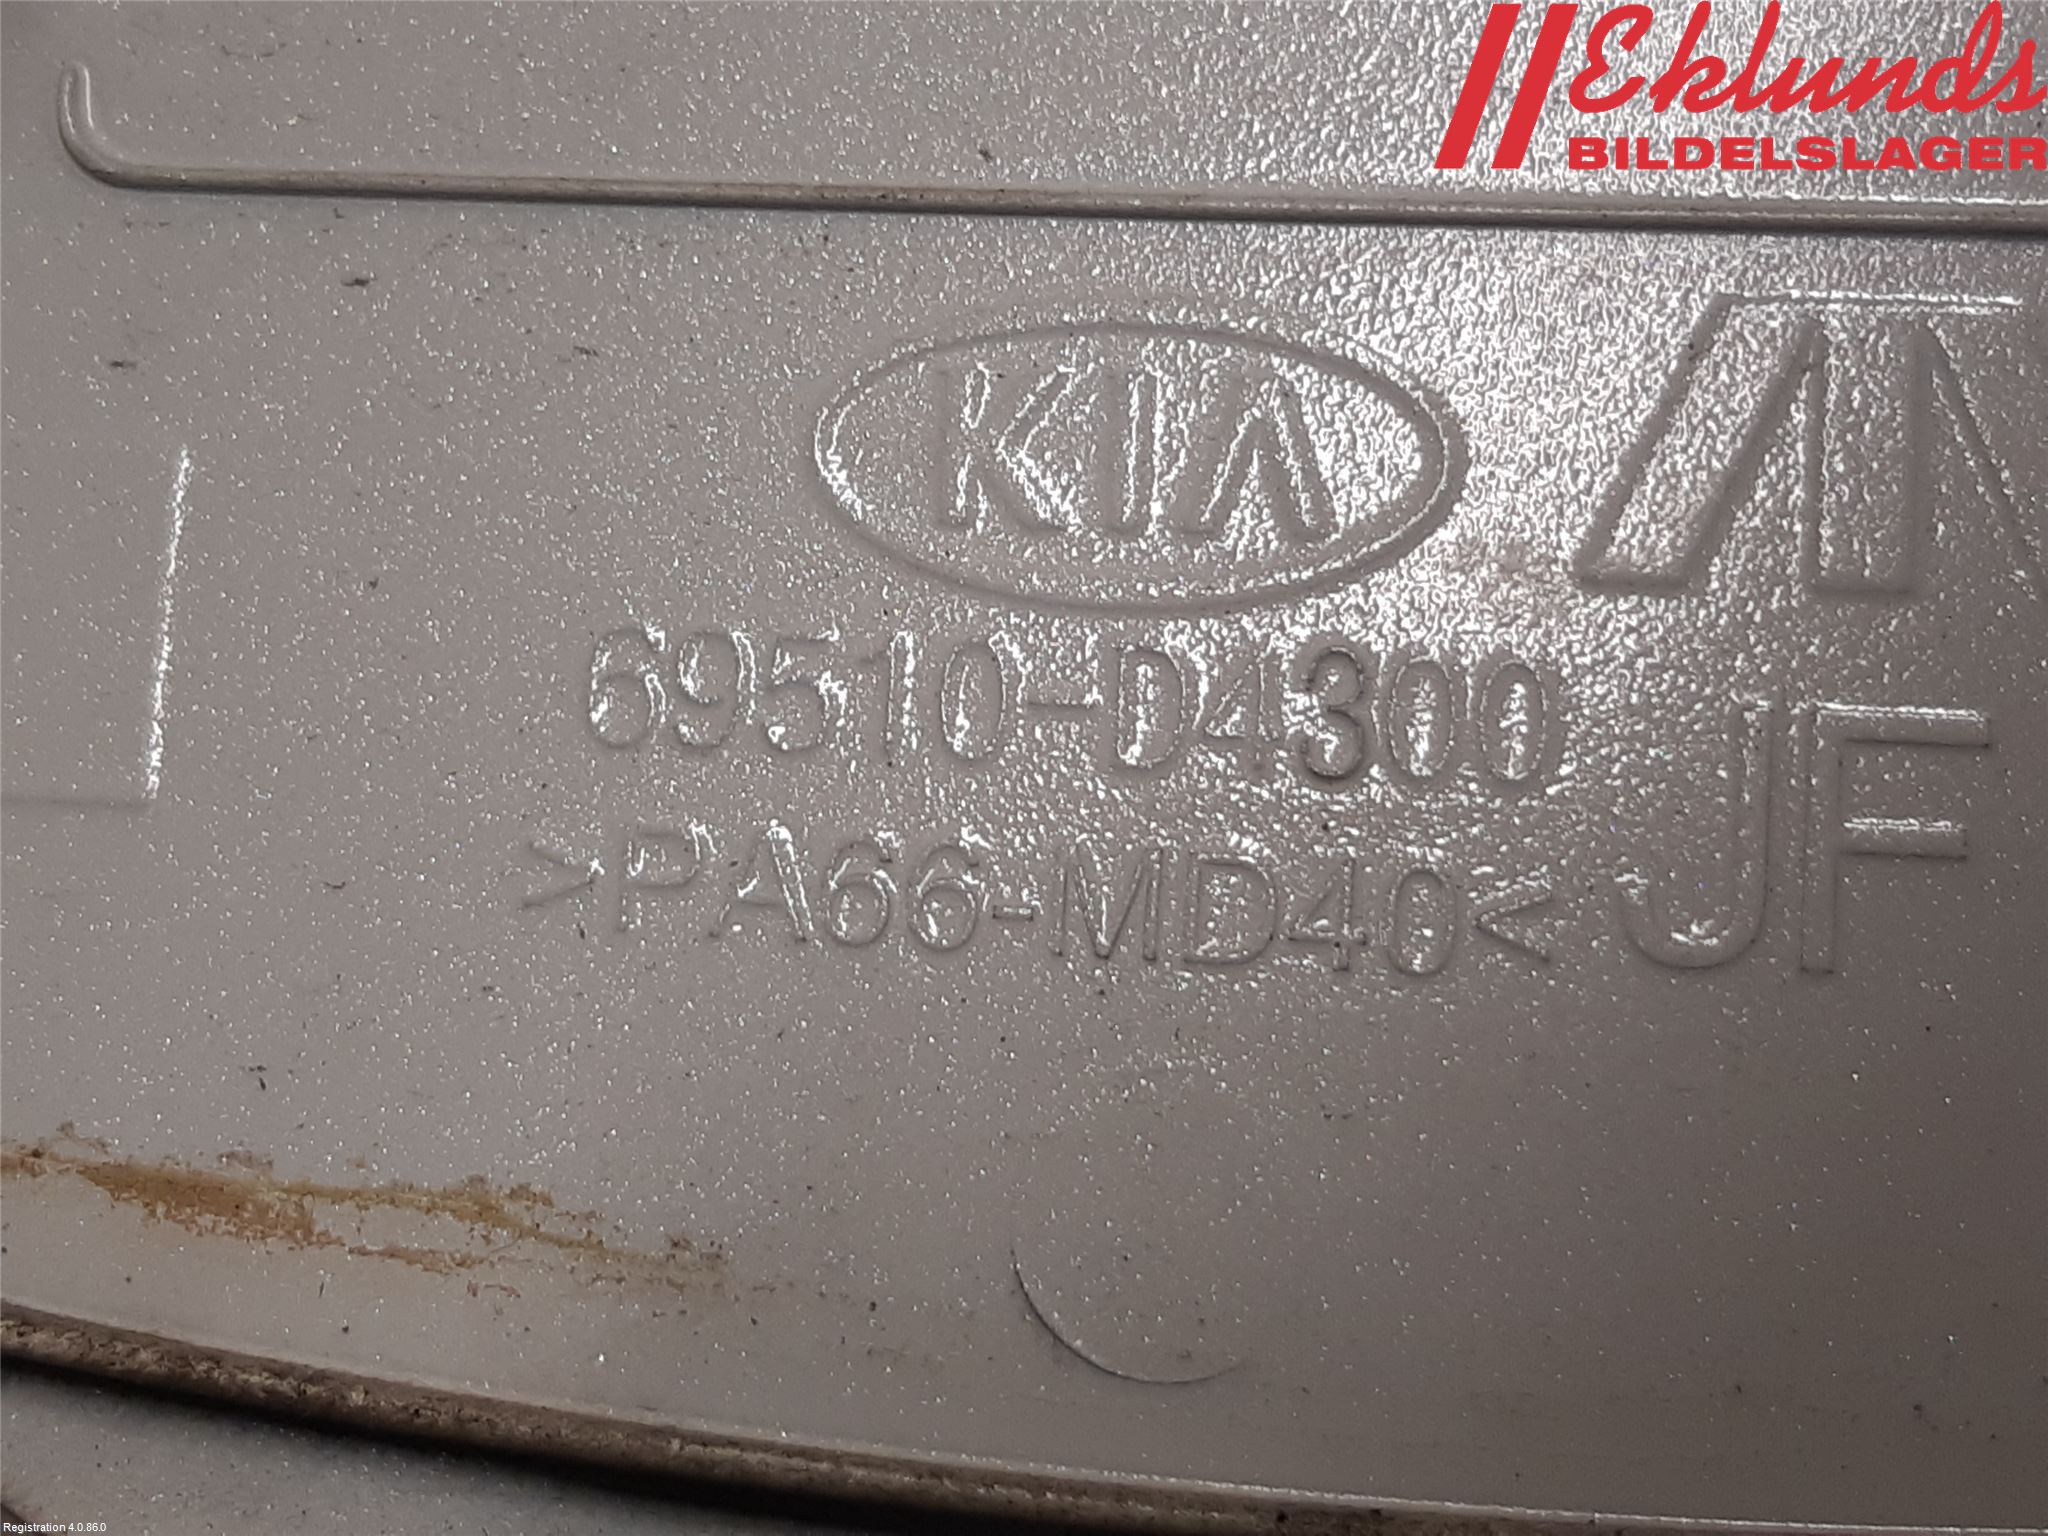 Eklunds
BILDELSLAGER
KIA
69510-D4300
>PA66-MD40<
JF
Registration 4.0.86.0